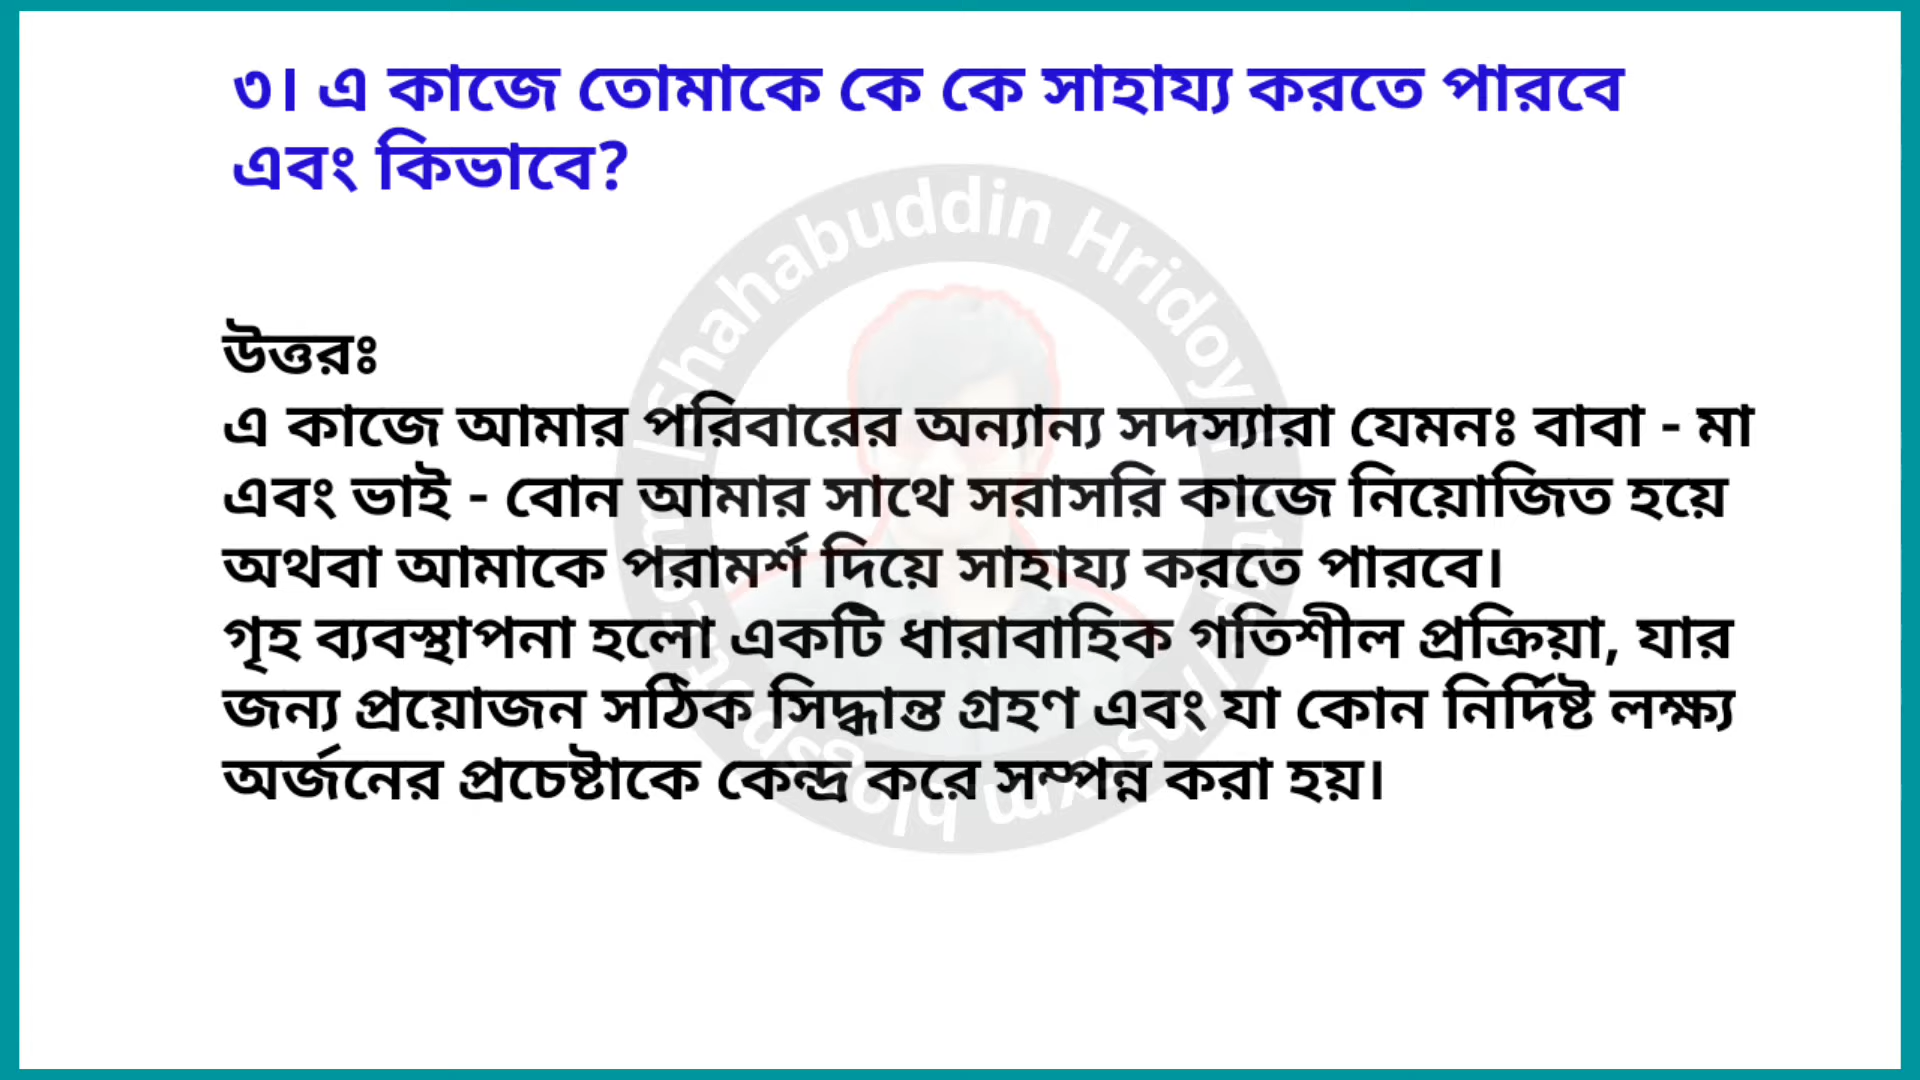 ৩। এ কাজে তোমাকে কে কে সাহায্য করতে পারবে
এবং কিভাবে?
উত্তরঃ
এ কাজে আমার পরিবারের অন্যান্য সদস্যারা যেমনঃ বাবা - মা
এবং ভাই - বোন আমার সাথে সরাসরি কাজে নিয়োজিত হয়ে
অথবা আমাকে পরামর্শ দিয়ে সাহায্য করতে পারবে।
গৃহ ব্যবস্থাপনা হলো একটি ধারাবাহিক গতিশীল প্রক্রিয়া, যার
জন্য প্রয়োজন সঠিক সিদ্ধান্ত গ্রহণ এবং যা কোন নির্দিষ্ট লক্ষ্য
অর্জনের প্রচেষ্টাকে কেন্দ্র করে সম্পন্ন করা হয়।
Shahabuddin Hridoy